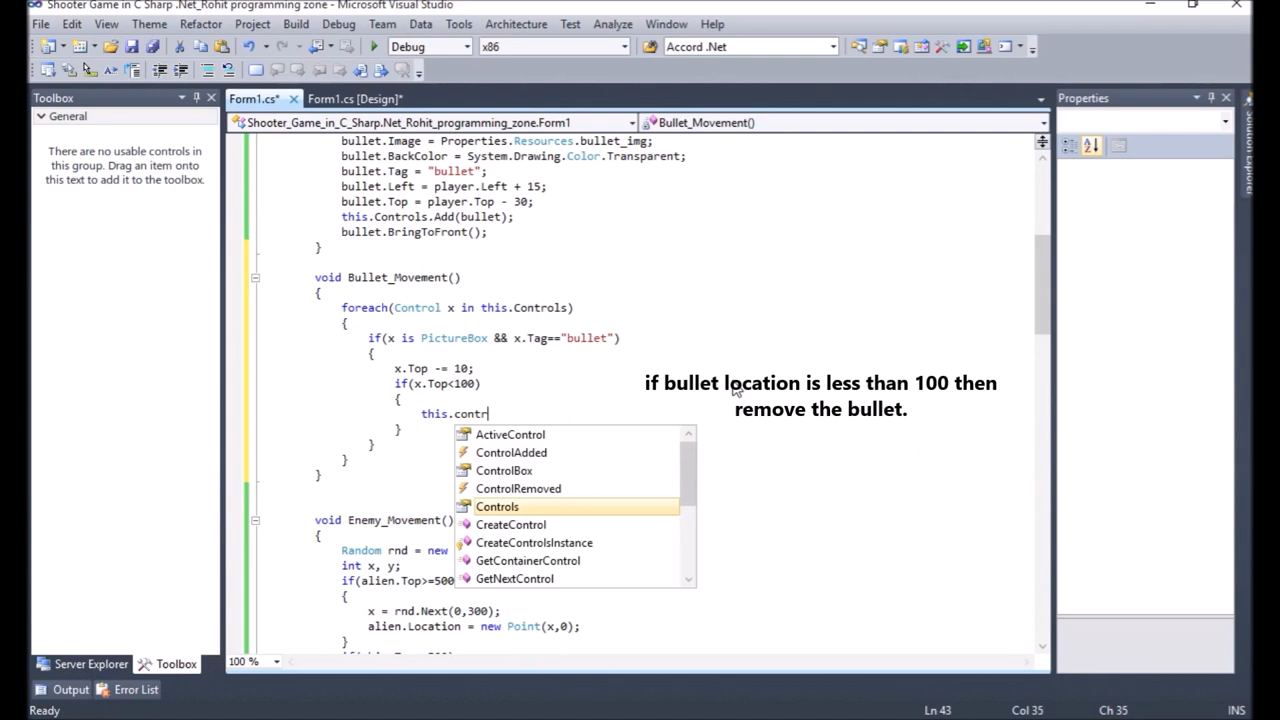 Shooter Game in C Sharp .Net_Rohit programming zone - Microsoft Visual Studio
File Edit View Theme Refactor Project Build Debug Team Data Tools Architecture Test Analyze Window Help
Debug x86 Accord .Net
Toolbox
General
There are no usable controls in
this group. Drag an item onto
this text to add it to the toolbox.
Server Explorer Toolbox
Form1.cs* Form1.cs [Design]*
Shooter_Game_in_C_Sharp.Net_Rohit_programming_zone.Form1 Bullet_Movement()
bullet.Image = Properties.Resources.bullet_img;
bullet.BackColor = System.Drawing.Color.Transparent;
bullet.Tag = "bullet";
bullet.Left = player.Left + 15;
bullet.Top = player.Top - 30;
this.Controls.Add(bullet);
bullet.BringToFront();
}
void Bullet_Movement()
{
foreach(Control x in this.Controls)
{
if(x is PictureBox && x.Tag=="bullet")
{
x.Top -= 10;
if(x.Top<100)
{
this.contr
}
}
}
}
ActiveControl
ControlAdded
ControlBox
ControlRemoved
Controls
CreateControl
CreateControlsInstance
GetContainerControl
GetNextControl
void Enemy_Movement()
{
Random rnd = new
int x, y;
if(alien.Top>=500
{
x = rnd.Next(0,300);
alien.Location = new Point(x,0);
}
if bullet location is less than 100 then
remove the bullet.
100 %
Properties
Solution Explorer
Output Error List
Ready Ln 43 Col 35 Ch 35 INS